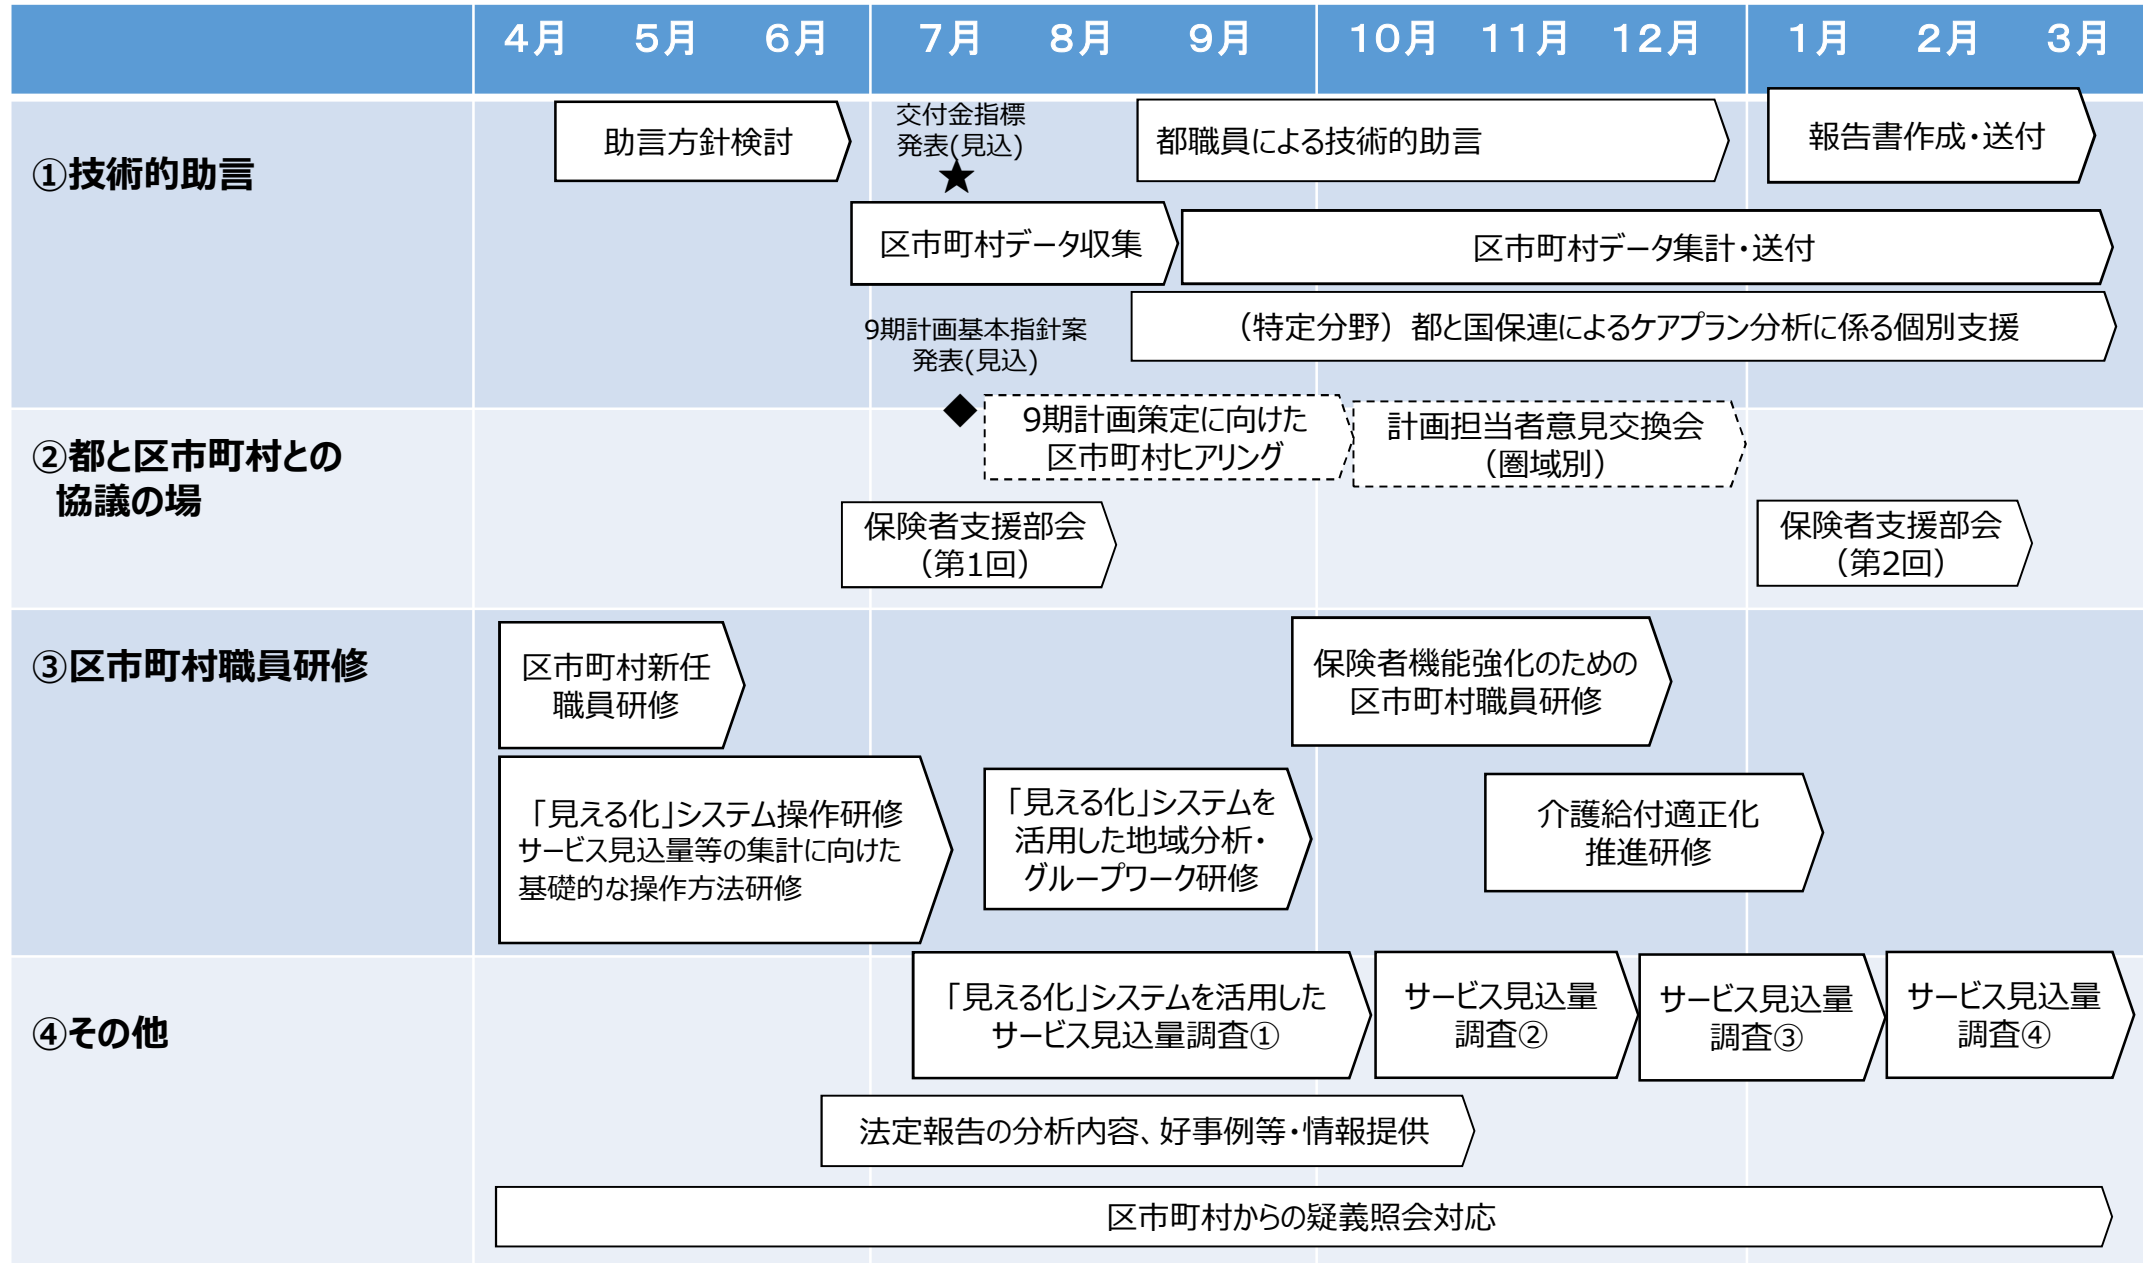 4月 5月 6月 7月 8月 9月 10月 11月 12月 1月 2月 3月
①技術的助言
助言方針検討
交付金指標
発表(見込)
★
都職員による技術的助言
報告書作成・送付
区市町村データ収集
区市町村データ集計・送付
（特定分野）都と国保連によるケアプラン分析に係る個別支援
9期計画基本指針案
発表(見込)
◆
②都と区市町村との
協議の場
9期計画策定に向けた
区市町村ヒアリング
計画担当者意見交換会
（圏域別）
保険者支援部会
（第1回）
保険者支援部会
（第2回）
③区市町村職員研修
区市町村新任
職員研修
保険者機能強化のための
区市町村職員研修
「見える化」システム操作研修
サービス見込量等の集計に向けた
基礎的な操作方法研修
「見える化」システムを
活用した地域分析・
グループワーク研修
介護給付適正化
推進研修
④その他
「見える化」システムを活用した
サービス見込量調査①
サービス見込量
調査②
サービス見込量
調査③
サービス見込量
調査④
法定報告の分析内容、好事例等・情報提供
区市町村からの疑義照会対応